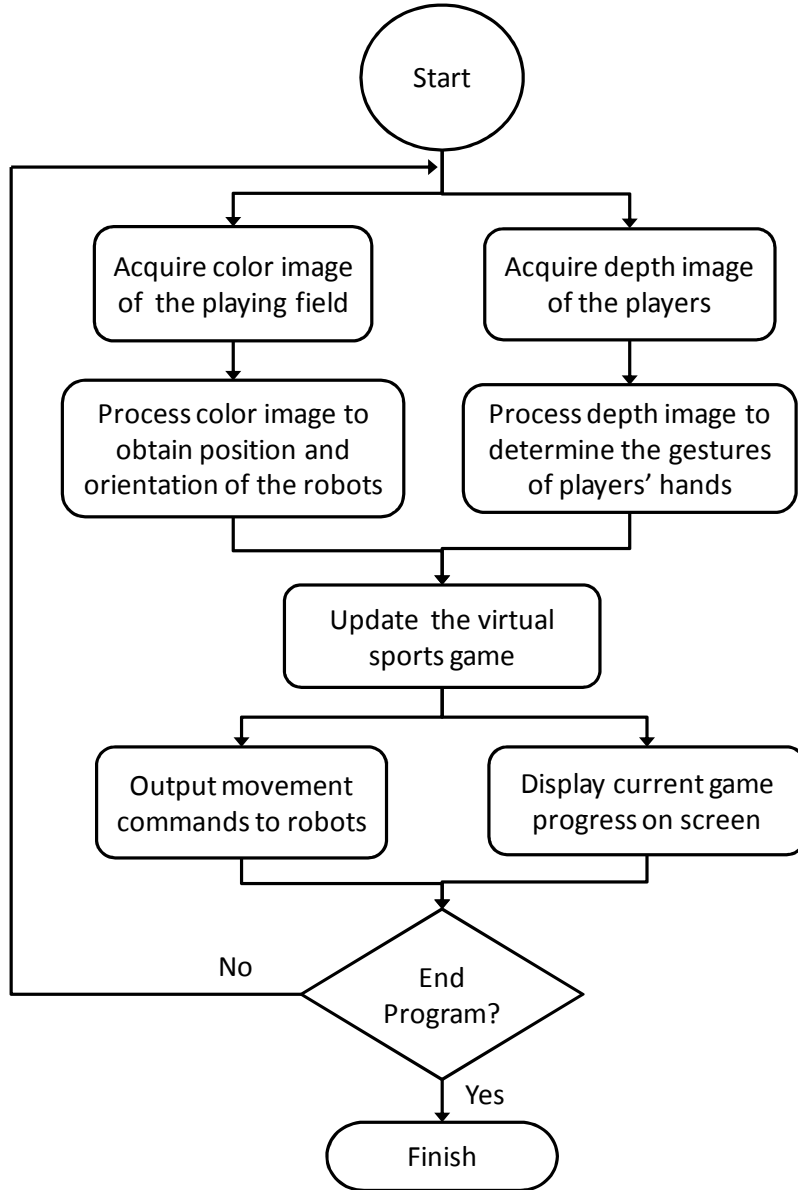 Start
Acquire color image
of the playing field
Acquire depth image
of the players
Process color image to
obtain position and
orientation of the robots
Process depth image to
determine the gestures
of players’ hands
Update the virtual
sports game
Output movement
commands to robots
Display current game
progress on screen
No
End
Program?
Yes
Finish